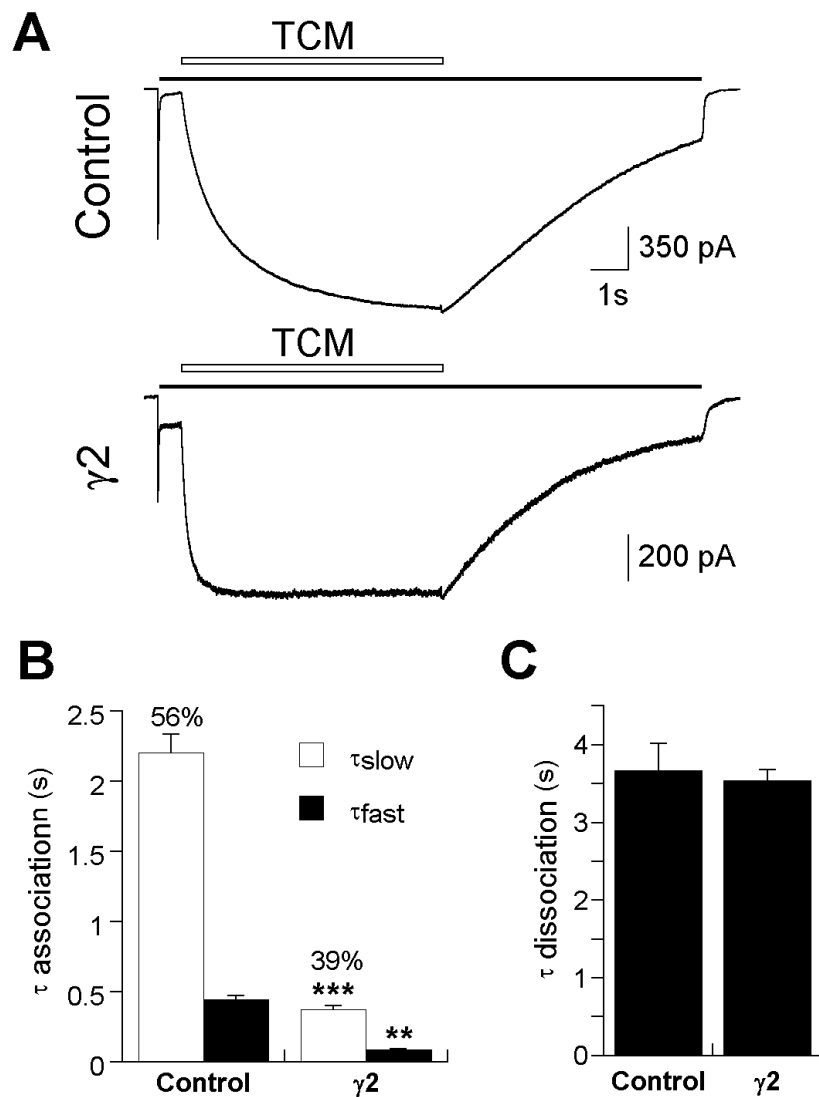 A
TCM
Control
350 pA
1s
TCM
γ2
200 pA
B
τ associationn (s)
2.5
2
1.5
1
0.5
0
56%
39%
***
**
τslow
τfast
Control
γ2
C
τ dissociation (s)
4
3
2
1
0
Control
γ2